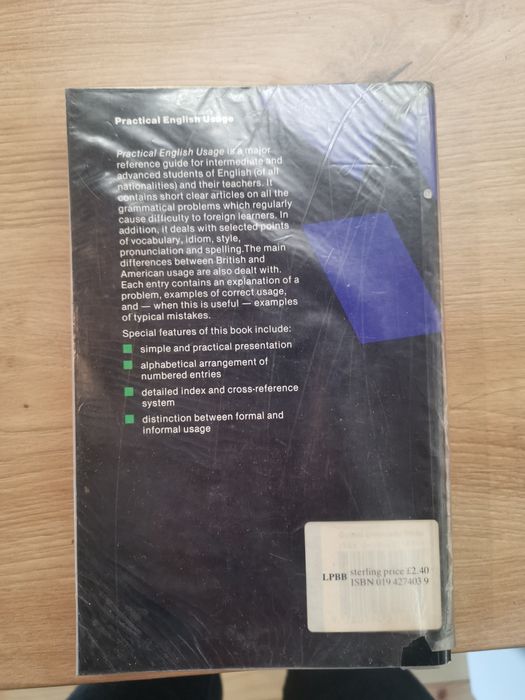 Practical English Usage
Practical English Usage is a major
reference guide for intermediate and
advanced students of English (of all
nationalities) and their teachers. It
contains short clear articles on all the
grammatical problems which regularly
cause difficulty to foreign learners. In
addition, it deals with selected points
of vocabulary, idiom, style,
pronunciation and spelling. The main
differences between British and
American usage are also dealt with.
Each entry contains an explanation of a
problem, examples of correct usage,
and — when this is useful — examples
of typical mistakes.
Special features of this book include:
simple and practical presentation
alphabetical arrangement of
numbered entries
detailed index and cross-reference
system
distinction between formal and
informal usage
LPBB sterling price £2.40
ISBN 019 427403 9